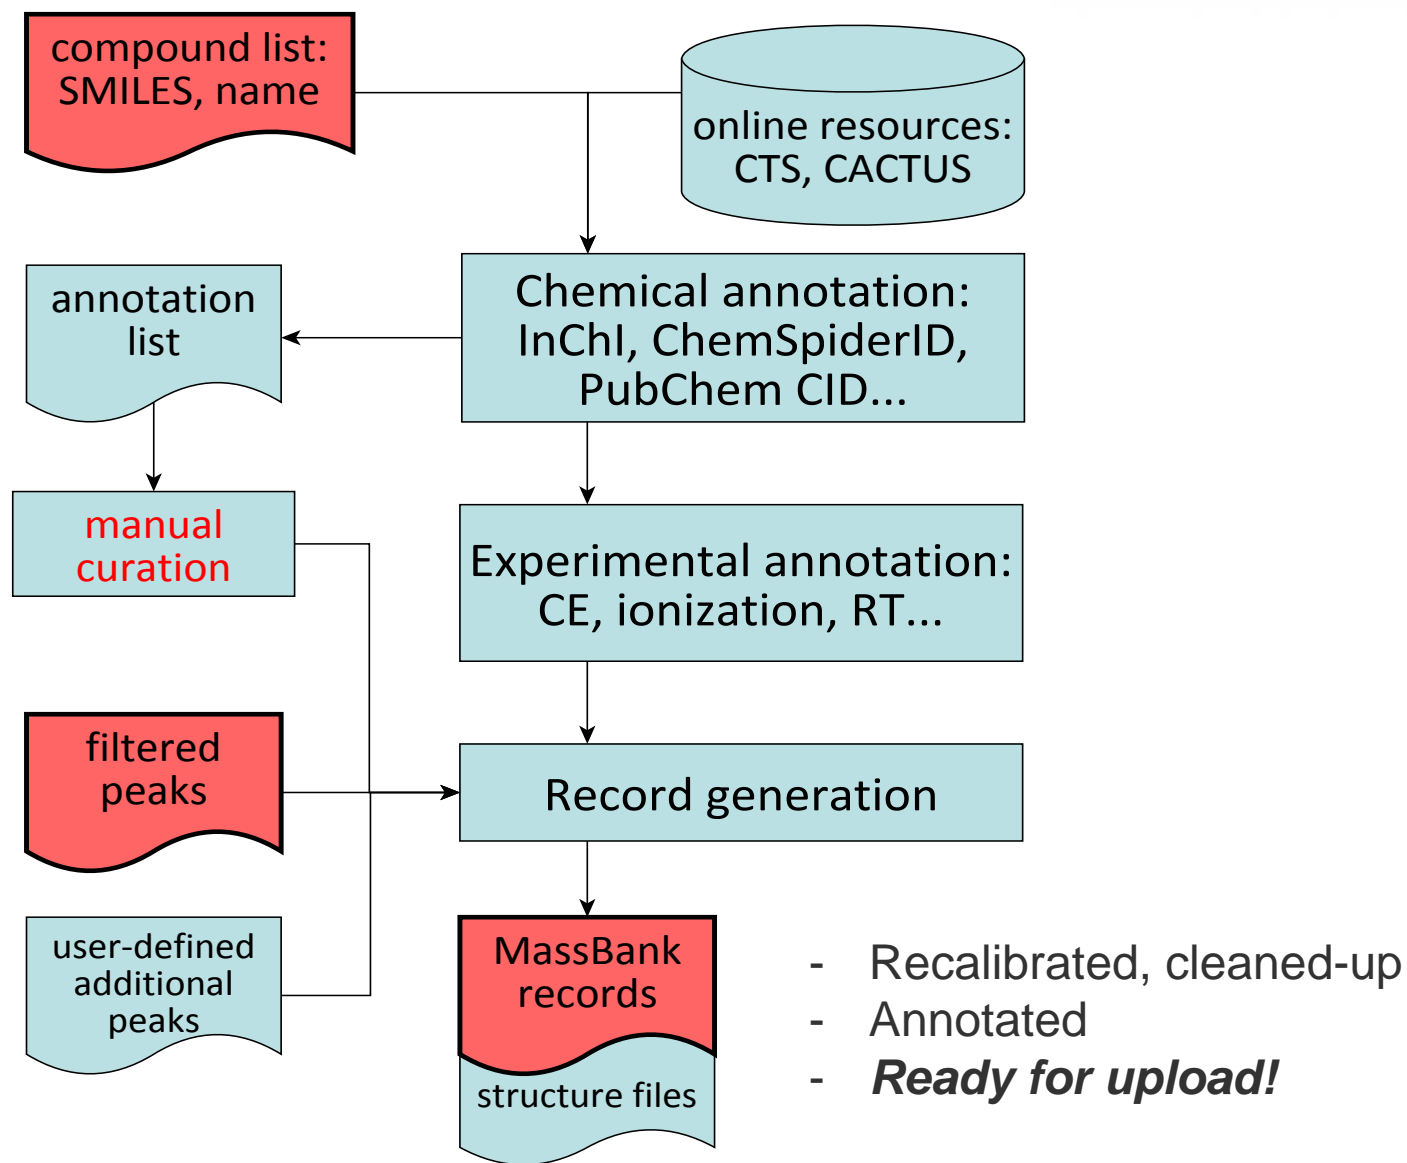 compound list:
SMILES, name
online resources:
CTS, CACTUS
annotation
list
Chemical annotation:
InChI, ChemSpiderID,
PubChem CID...
manual
curation
Experimental annotation:
CE, ionization, RT...
filtered
peaks
Record generation
user-defined
additional
peaks
MassBank
records
structure files
- Recalibrated, cleaned-up
- Annotated
- Ready for upload!